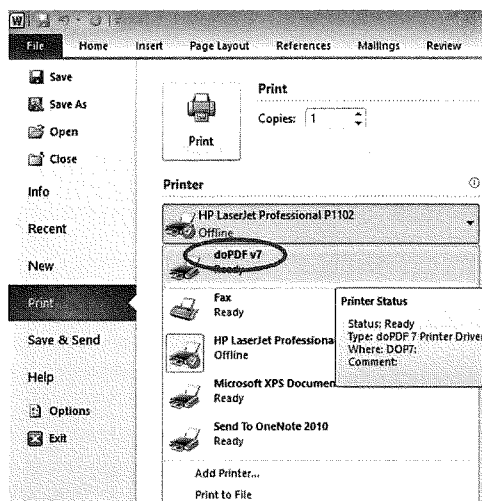 W
File Home Insert Page Layout References Mailings Review
Save
Save As
Open
Close
Info
Recent
New
Print
Save & Send
Help
Options
Exit
Print
Print
Copies: 1
Printer
HP LaserJet Professional P1102
Offline
doPDF v7
Ready
Fax
Ready
HP LaserJet Professiona
Offline
Microsoft XPS Documen
Ready
Send To OneNote 2010
Ready
Add Printer...
Print to File
Printer Status
Status: Ready
Type: doPDF 7 Printer Drive
Where: DOP7:
Comment: